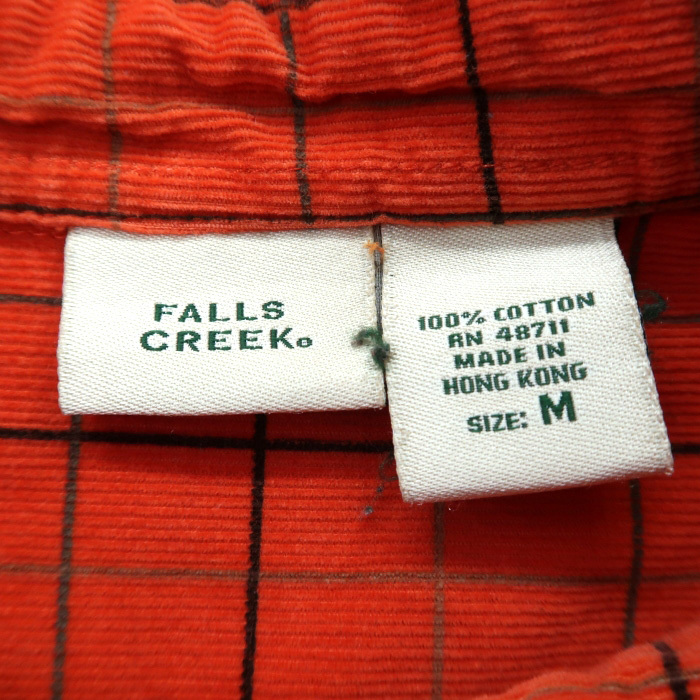 FALLS
CREEK®
100% COTTON
RN 48711
MADE IN
HONG KONG
SIZE: M